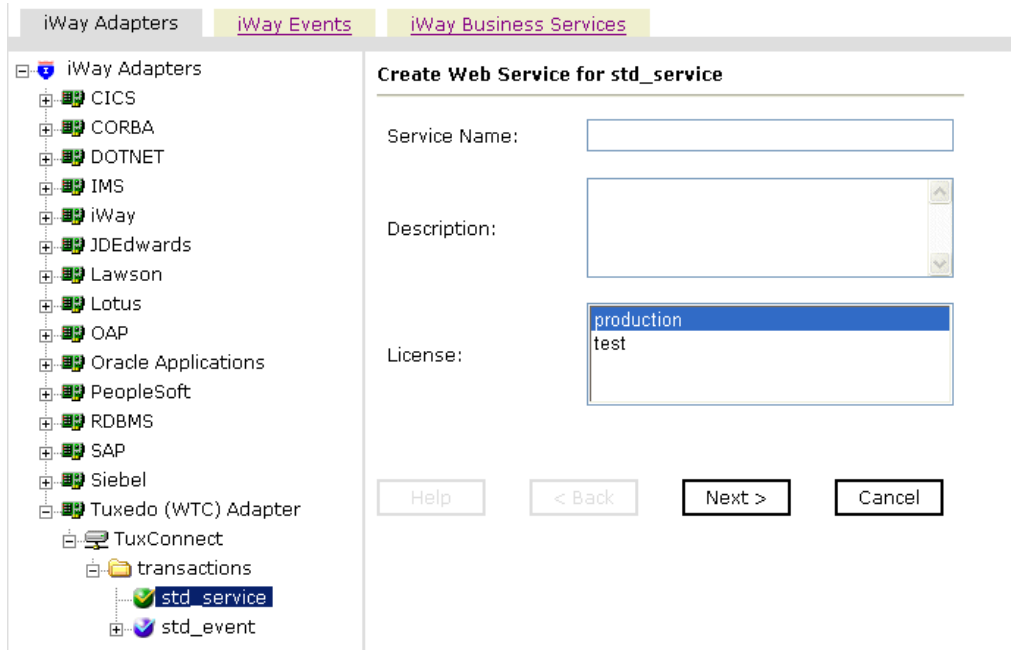 iWay Adapters
iWay Events
iWay Business Services
iWay Adapters
CICS
CORBA
DOTNET
IMS
iWay
JDEdwards
Lawson
Lotus
OAP
Oracle Applications
PeopleSoft
RDBMS
SAP
Siebel
Tuxedo (WTC) Adapter
TuxConnect
transactions
std_service
std_event
Create Web Service for std_service
Service Name:
Description:
License:
production
test
Help
< Back
Next >
Cancel